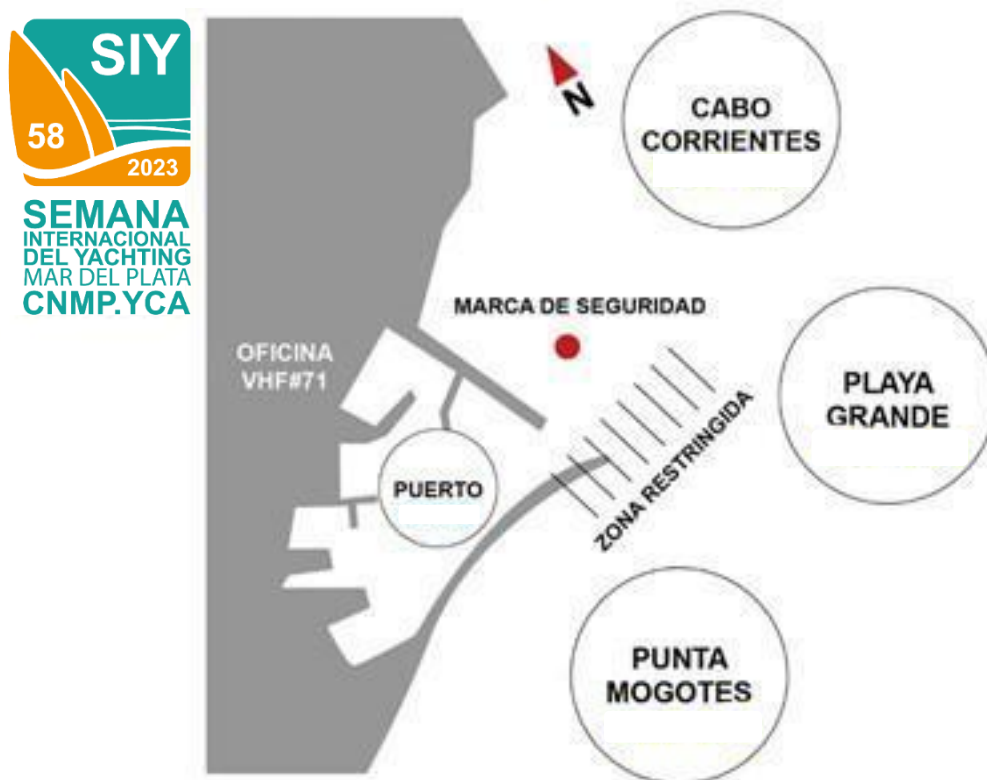 SIY
58
2023
SEMANA
INTERNACIONAL
DEL YACHTING
MAR DEL PLATA
CNMP.YCA
N
CABO
CORRIENTES
MARCA DE SEGURIDAD
OFICINA
VHF#71
PLAYA
GRANDE
PUERTO
ZONA RESTRINGIDA
PUNTA
MOGOTES